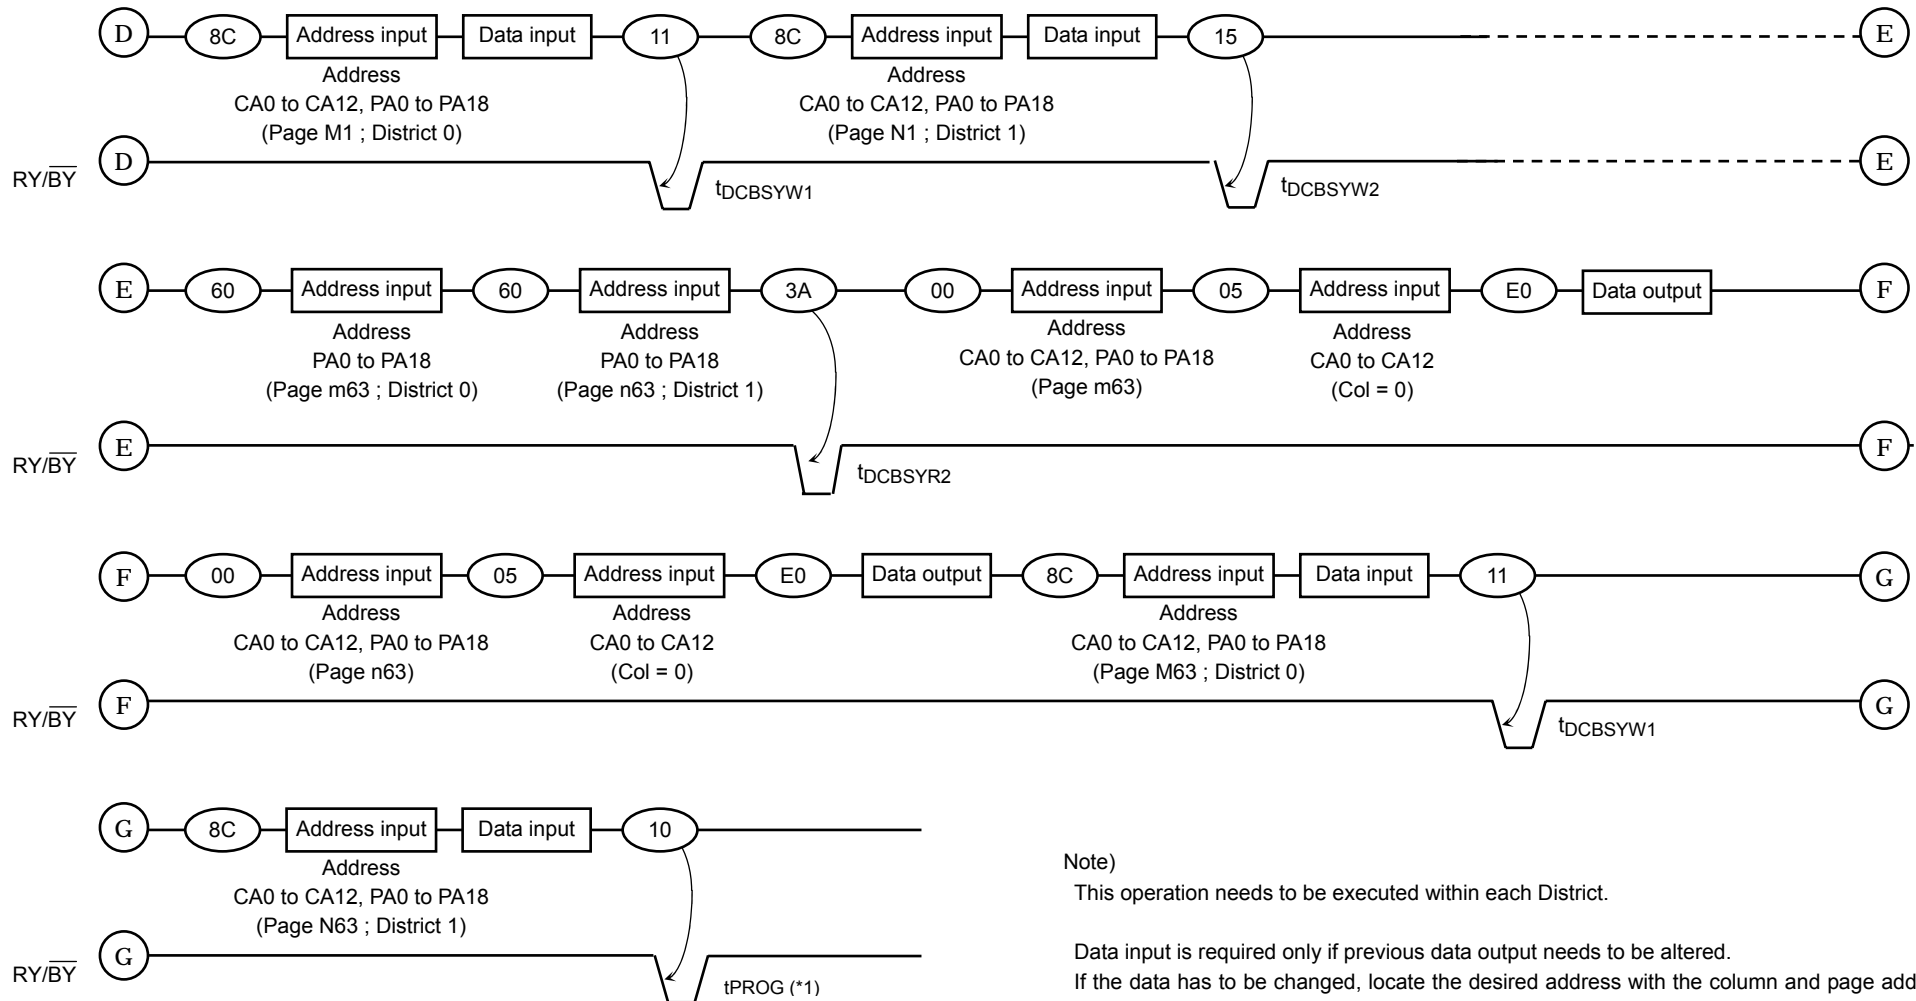 D 8C Address input Data input 11 8C Address input Data input 15 E
Address Address
CA0 to CA12, PA0 to PA18 CA0 to CA12, PA0 to PA18
(Page M1 ; District 0) (Page N1 ; District 1)
RY/BY D tDCBSYW1 tDCBSYW2 E
E 60 Address input 60 Address input 3A 00 Address input 05 Address input E0 Data output F
Address Address Address Address
PA0 to PA18 PA0 to PA18 CA0 to CA12, PA0 to PA18 CA0 to CA12
(Page m63 ; District 0) (Page n63 ; District 1) (Page m63) (Col = 0)
RY/BY E tDCBSYR2 F
F 00 Address input 05 Address input E0 Data output 8C Address input Data input 11 G
Address Address Address
CA0 to CA12, PA0 to PA18 CA0 to CA12 CA0 to CA12, PA0 to PA18
(Page n63) (Col = 0) (Page M63 ; District 0)
RY/BY F tDCBSYW1 G
G 8C Address input Data input 10
Address
CA0 to CA12, PA0 to PA18
(Page N63 ; District 1)
RY/BY G tPROG (*1)
Note)
This operation needs to be executed within each District.
Data input is required only if previous data output needs to be altered.
If the data has to be changed, locate the desired address with the column and page add